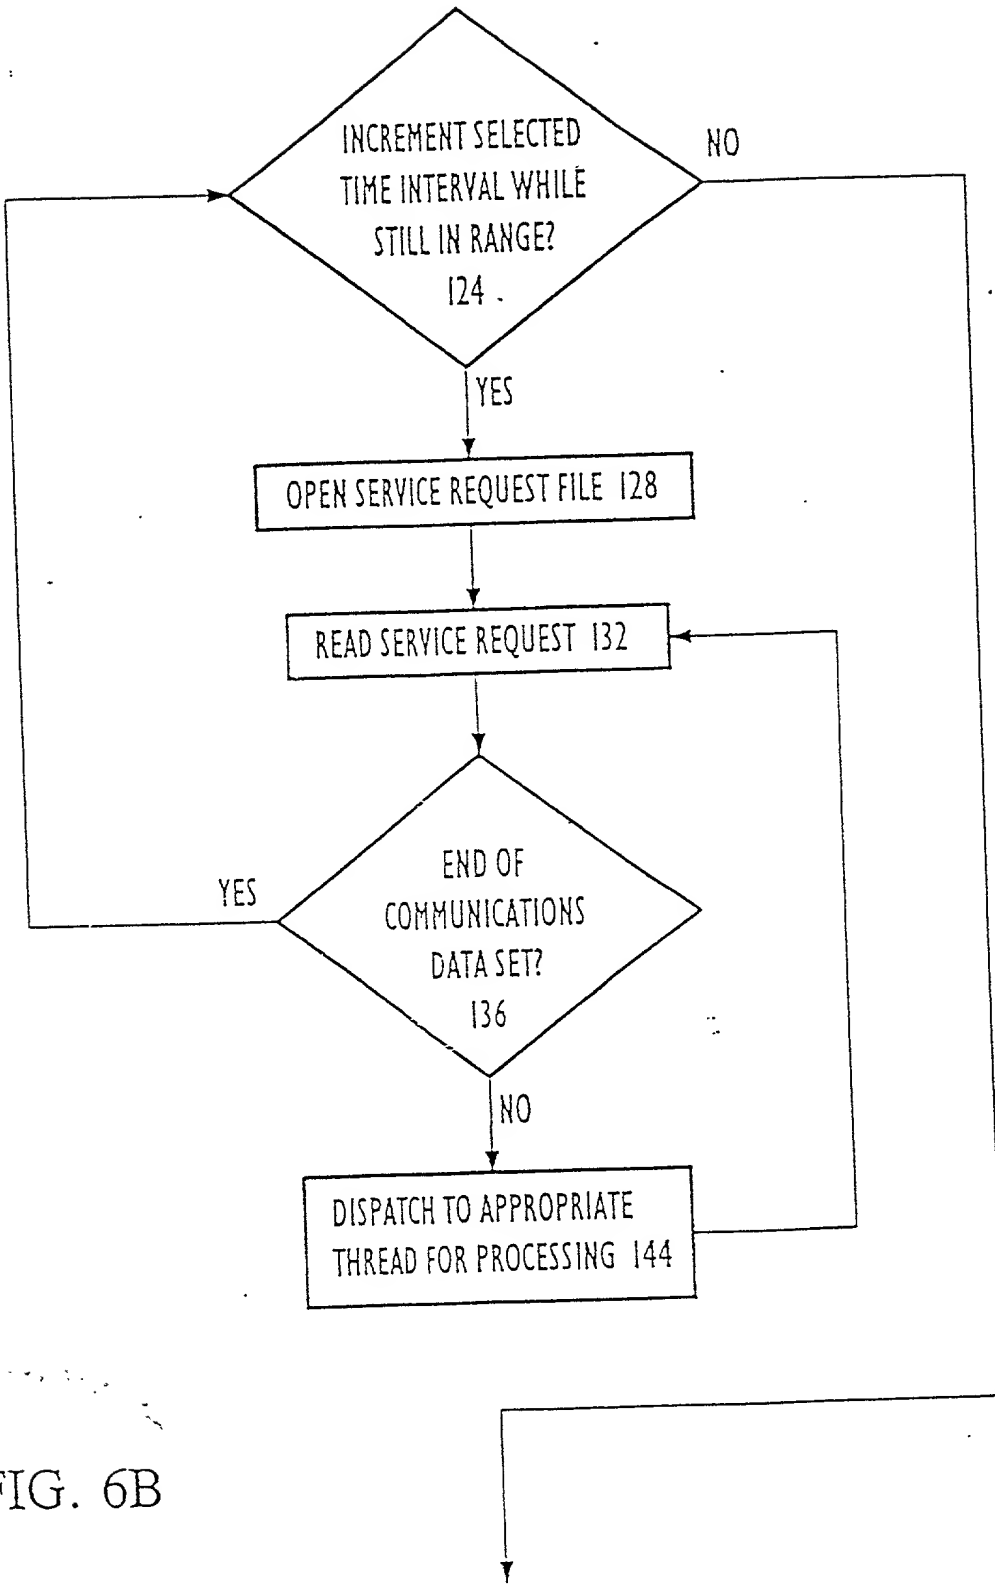 INCREMENT SELECTED
TIME INTERVAL WHILE
STILL IN RANGE?
124
NO
YES
OPEN SERVICE REQUEST FILE 128
READ SERVICE REQUEST 132
END OF
COMMUNICATIONS
DATA SET?
136
YES
NO
DISPATCH TO APPROPRIATE
THREAD FOR PROCESSING 144
FIG. 6B